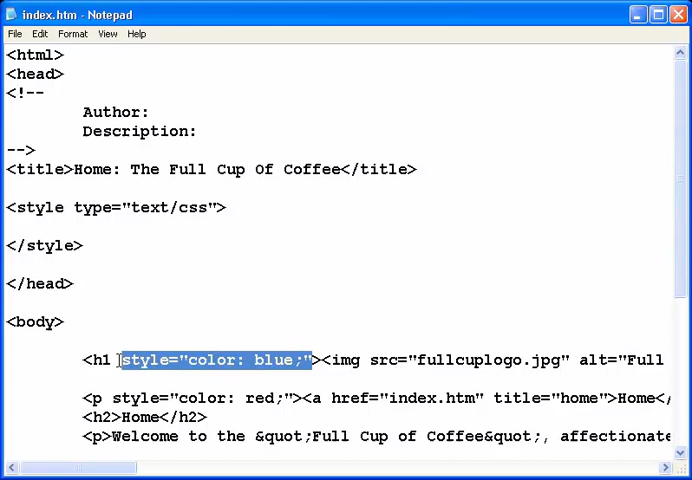 index.htm - Notepad
File Edit Format View Help
<html>
<head>
<!--
Author:
Description:
-->
<title>Home: The Full Cup Of Coffee</title>
<style type="text/css">
</style>
</head>
<body>
<h1 style="color: blue;"><img src="fullcuplogo.jpg" alt="Full
<p style="color: red;"><a href="index.htm" title="home">Home</
<h2>Home</h2>
<p>Welcome to the &quot;Full Cup of Coffee&quot;, affectionate